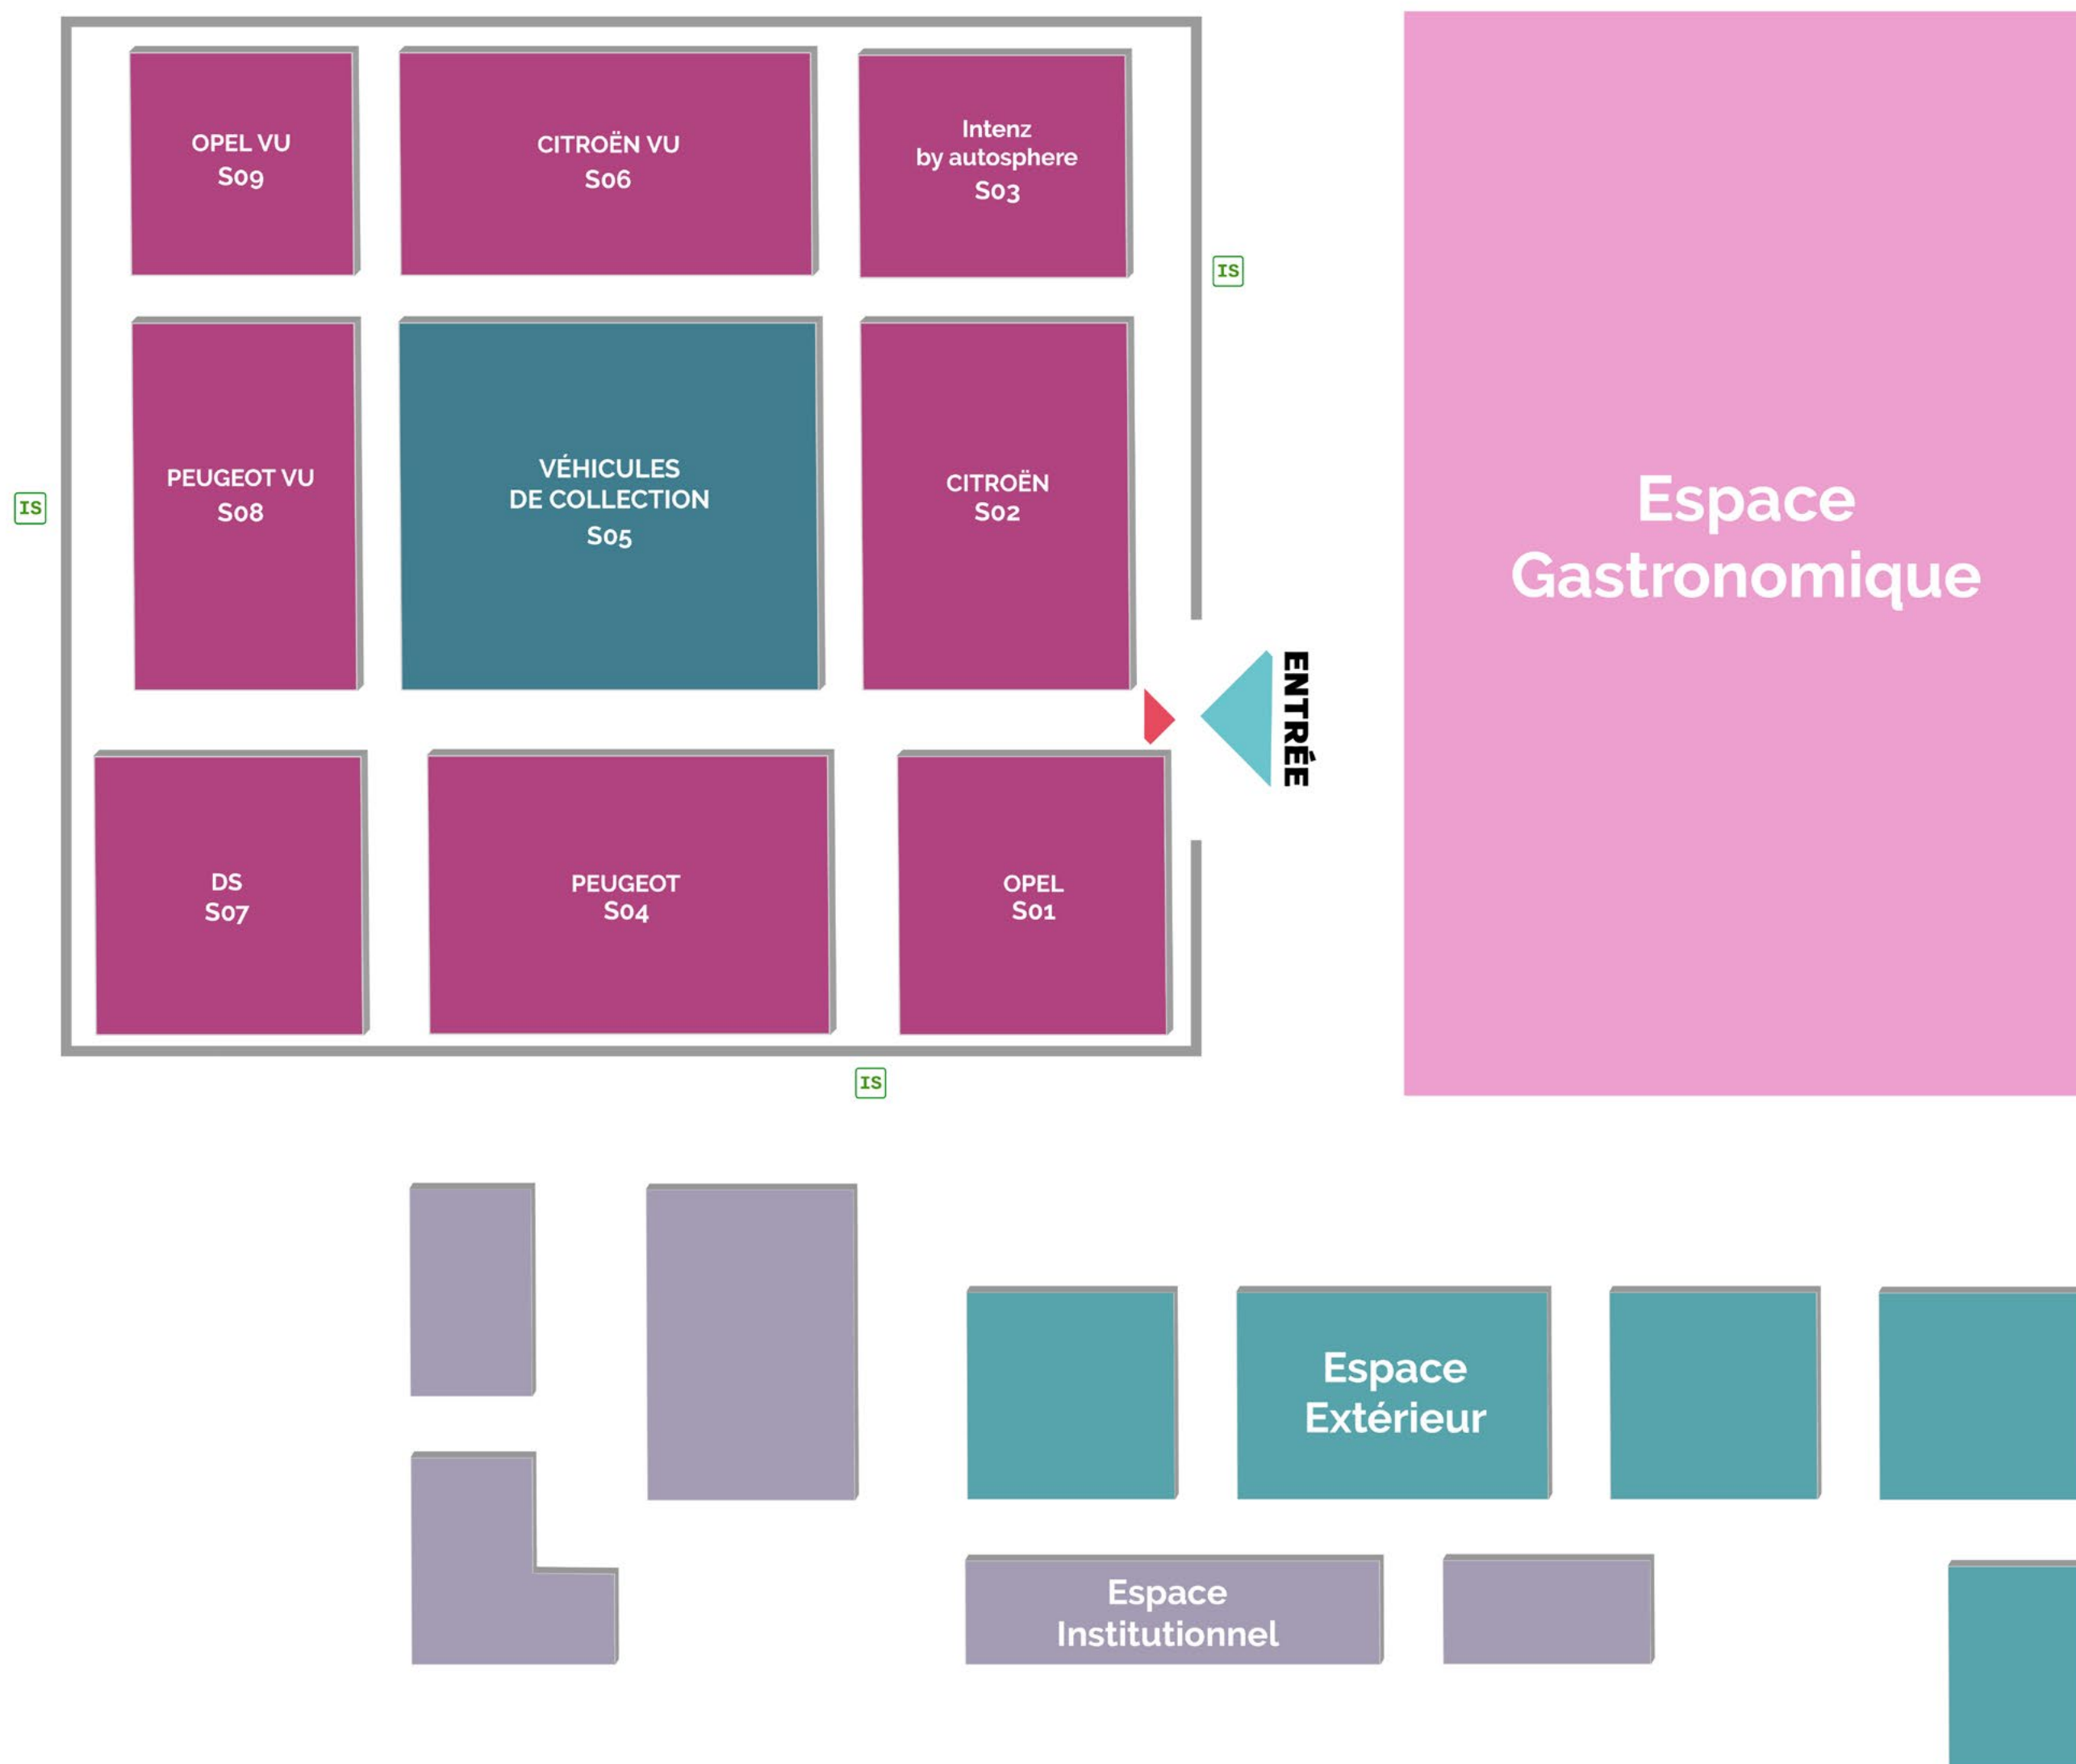 OPEL VU
S09
CITROËN VU
S06
Intenz
by autosphere
S03
IS
PEUGEOT VU
S08
VÉHICULES
DE COLLECTION
S05
CITROËN
S02
Espace
Gastronomique
IS
ENTRÉE
DS
S07
PEUGEOT
S04
OPEL
S01
IS
Espace
Extérieur
Espace
Institutionnel